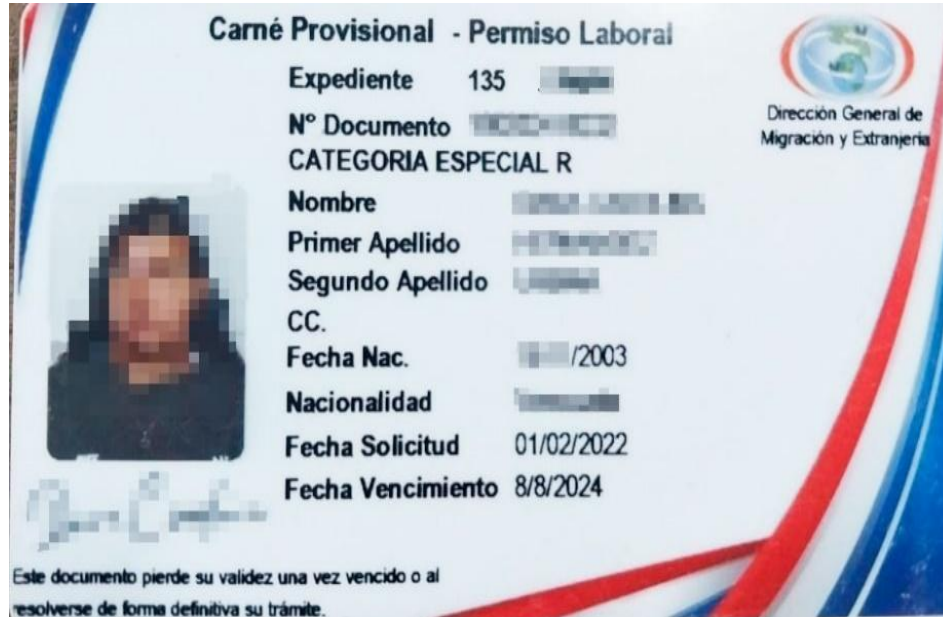 Carné Provisional - Permiso Laboral
Dirección General de
Migración y Extranjería
Expediente 135
N° Documento
CATEGORIA ESPECIAL R
Nombre
Primer Apellido
Segundo Apellido
CC.
Fecha Nac. /2003
Nacionalidad
Fecha Solicitud 01/02/2022
Fecha Vencimiento 8/8/2024
Este documento pierde su validez una vez vencido o al
resolverse de forma definitiva su trámite.